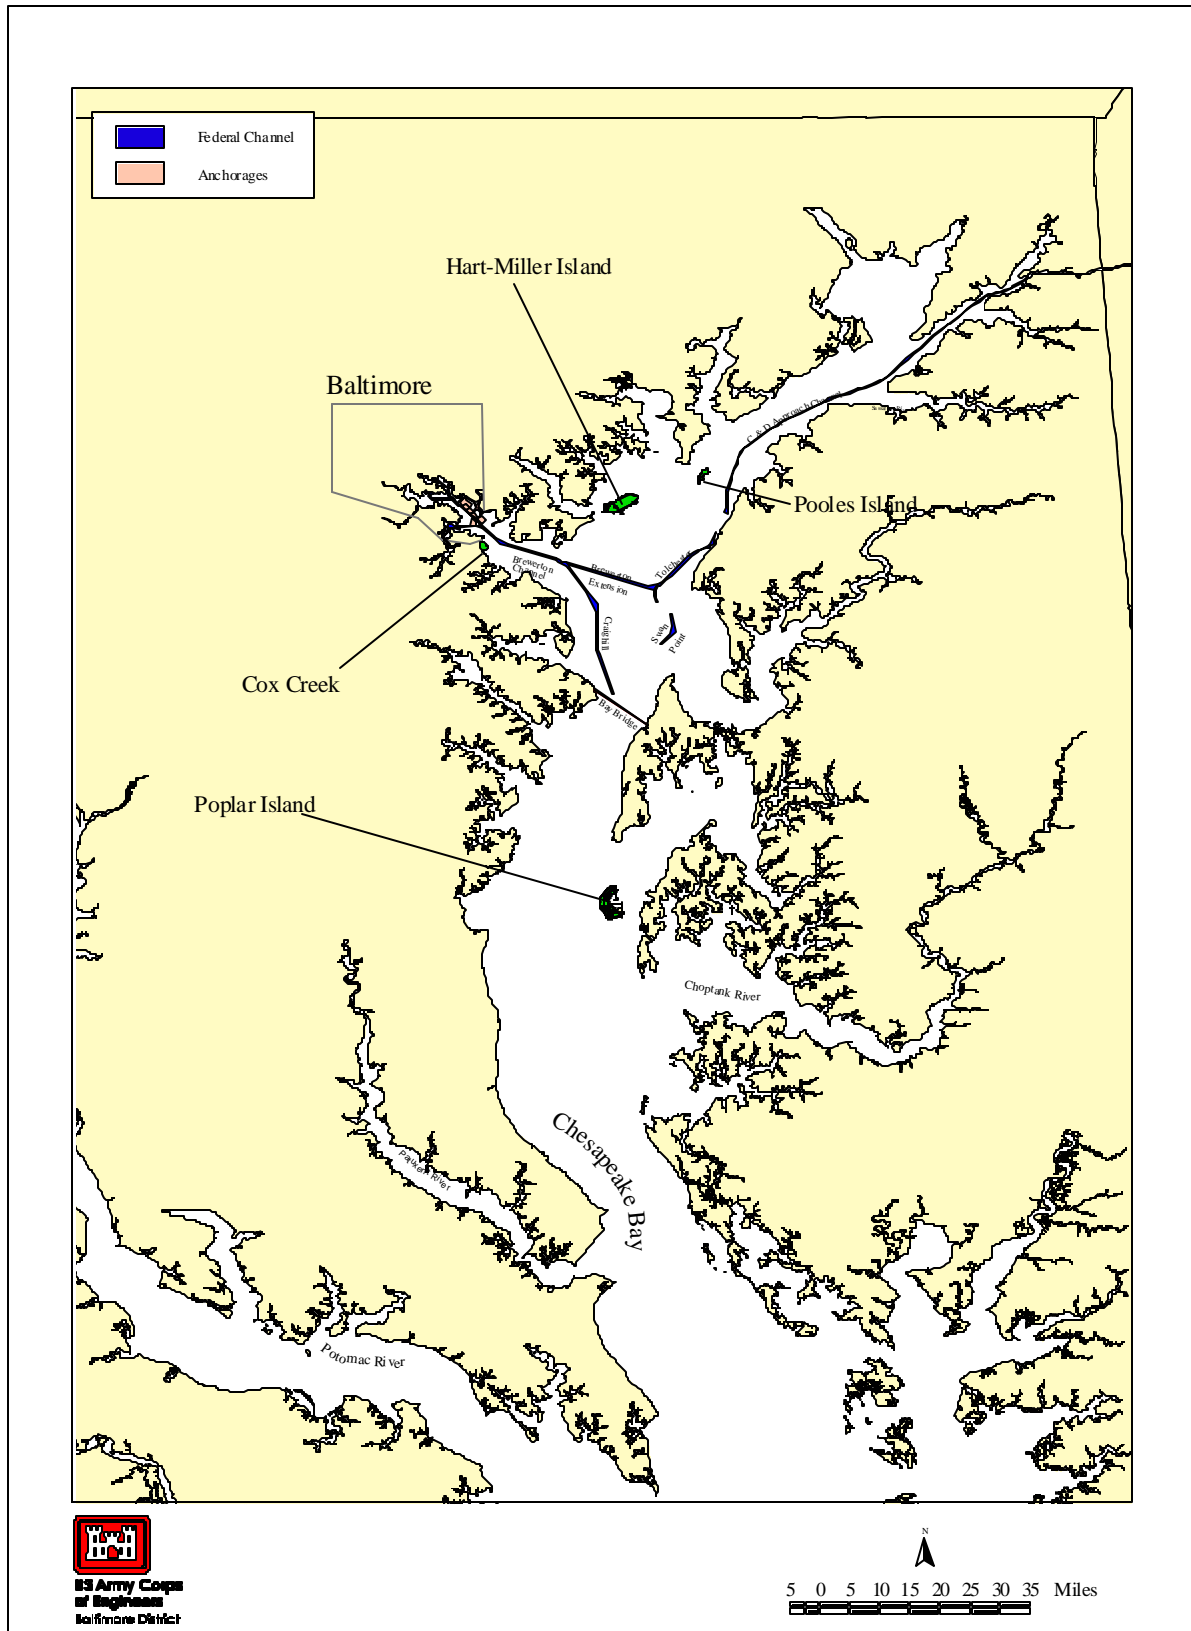 Federal Channel
Anchorages
Hart-Miller Island
Baltimore
C & D Approach Channel
Pooles Island
Brewerton
Channel
Brewerton
Extension
Tolchester
Swan
Point
Craighill
Cox Creek
Bay Bridge
Poplar Island
Choptank River
Chesapeake Bay
Patuxent River
Potomac River
US Army Corps
of Engineers
Baltimore District
N
5 0 5 10 15 20 25 30 35 Miles